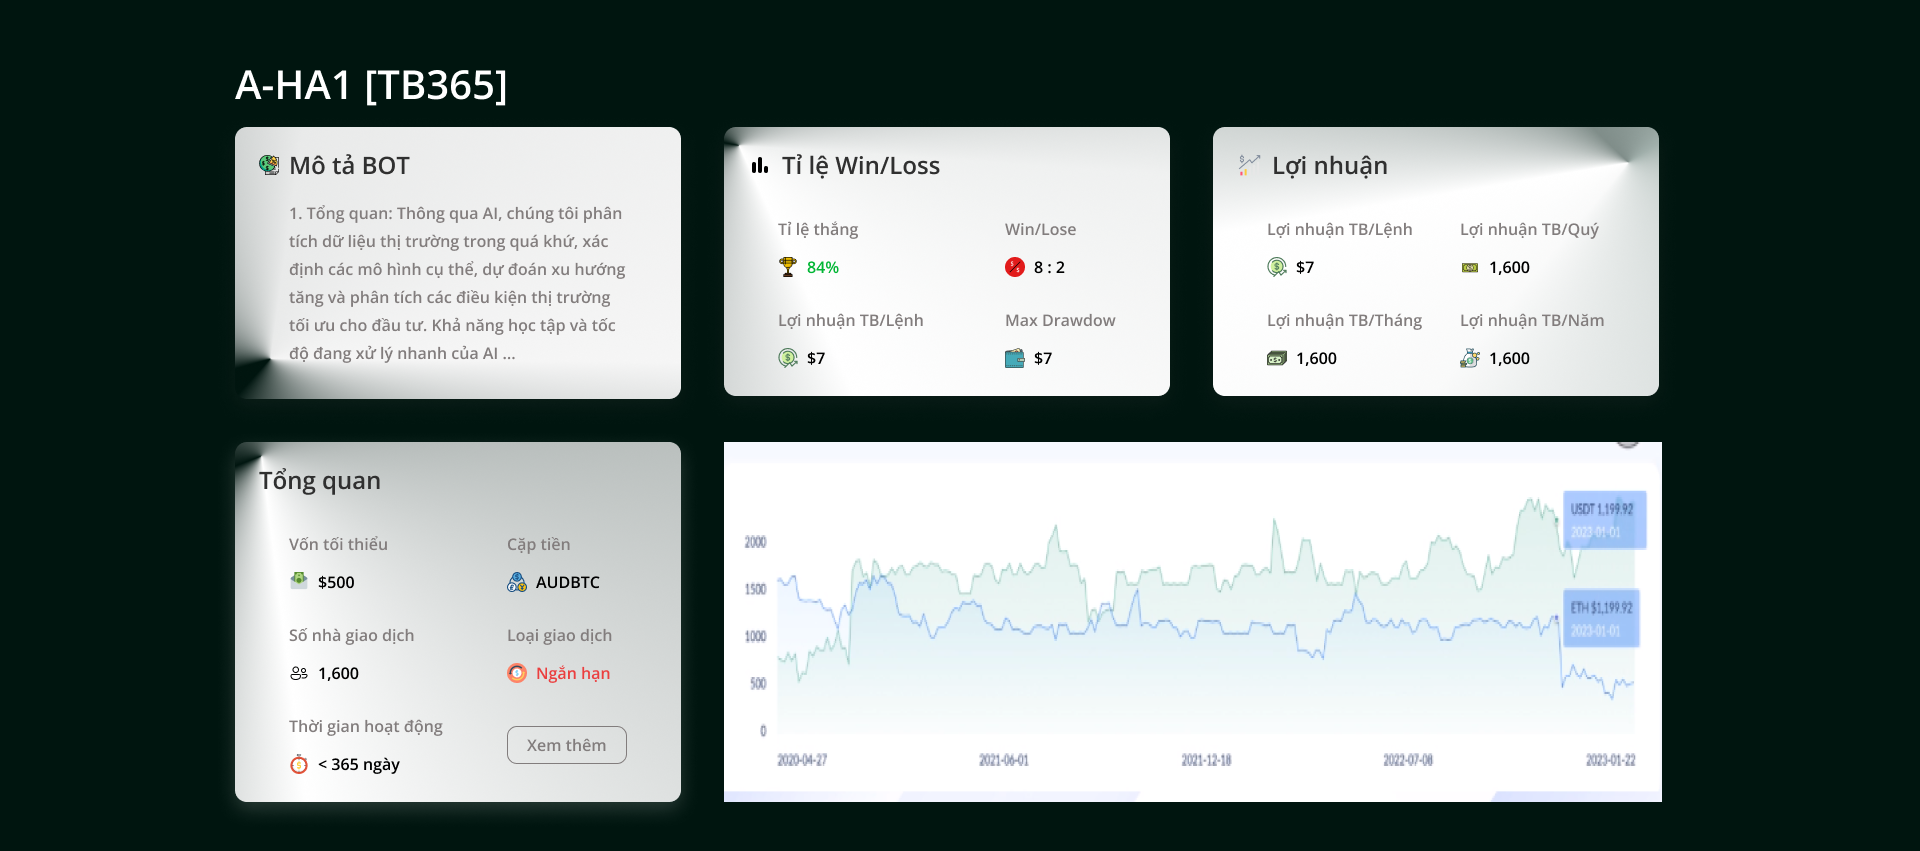 A-HA1 [TB365]
Mô tả BOT
1. Tổng quan: Thông qua AI, chúng tôi phân
tích dữ liệu thị trường trong quá khứ, xác
định các mô hình cụ thể, dự đoán xu hướng
tăng và phân tích các điều kiện thị trường
tối ưu cho đầu tư. Khả năng học tập và tốc
độ đang xử lý nhanh của AI ...
Tỉ lệ Win/Loss
Tỉ lệ thắng
84%
Win/Lose
8 : 2
Lợi nhuận TB/Lệnh
$7
Max Drawdow
$7
Lợi nhuận
Lợi nhuận TB/Lệnh
$7
Lợi nhuận TB/Quý
1,600
Lợi nhuận TB/Tháng
1,600
Lợi nhuận TB/Năm
1,600
Tổng quan
Vốn tối thiểu
$500
Cặp tiền
AUDBTC
Số nhà giao dịch
1,600
Loại giao dịch
Ngắn hạn
Thời gian hoạt động
< 365 ngày
Xem thêm
2000
1500
1000
500
0
2020-04-27
2021-06-01
2021-12-18
2022-07-08
2023-01-22
USDT 1,199.92
2023-01-01
ETH $1,199.92
2023-01-01